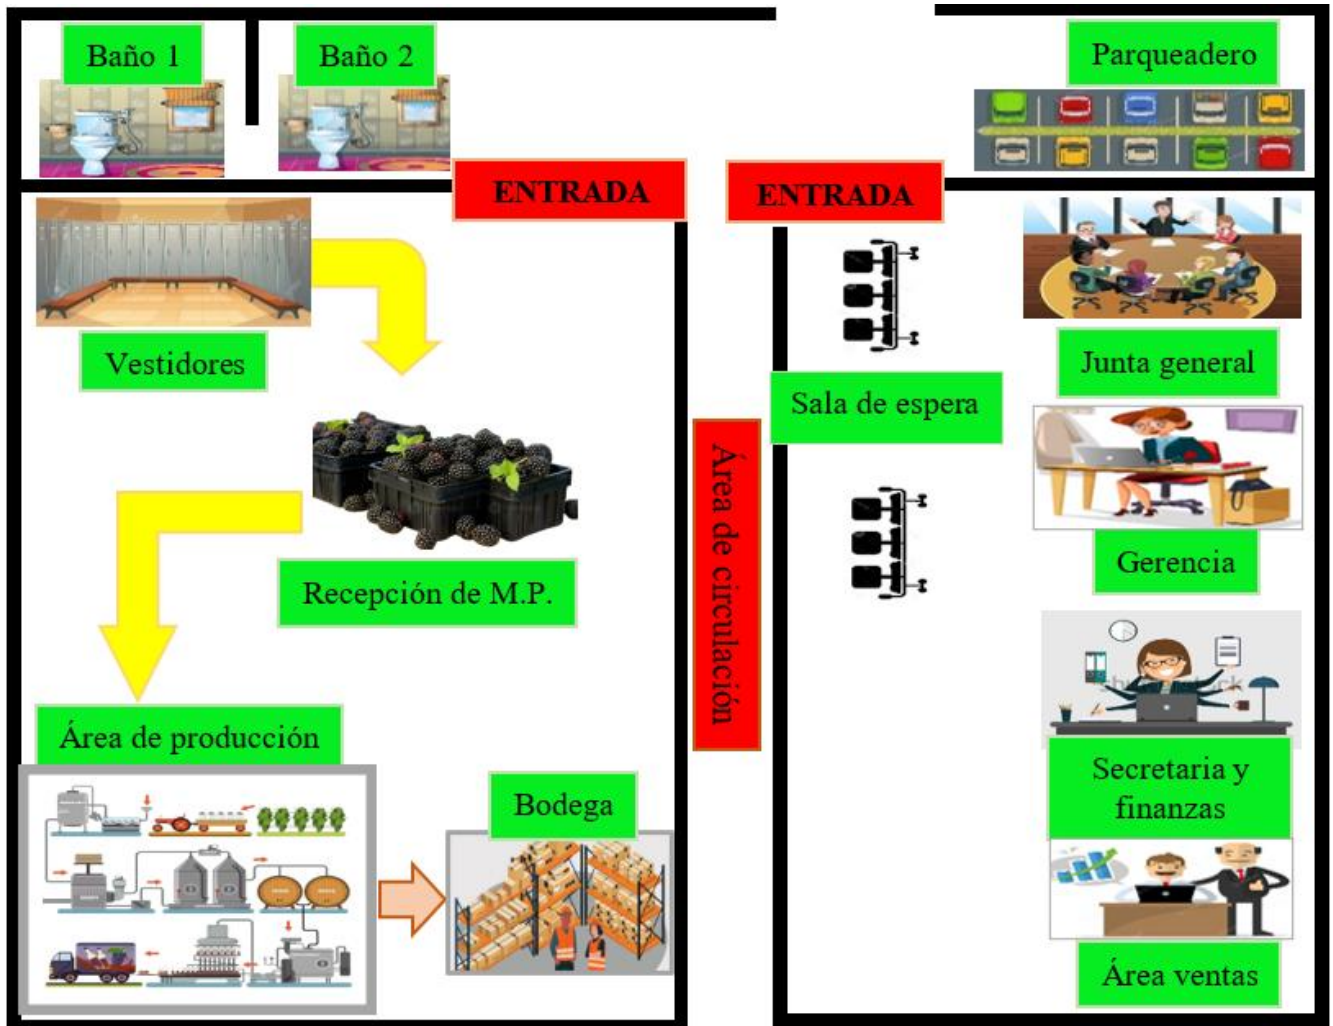 Baño 1
Baño 2
Parqueadero
ENTRADA
ENTRADA
Vestidores
Sala de espera
Junta general
Área de circulación
Recepción de M.P.
Gerencia
Área de producción
Bodega
Secretaria y
finanzas
Área ventas